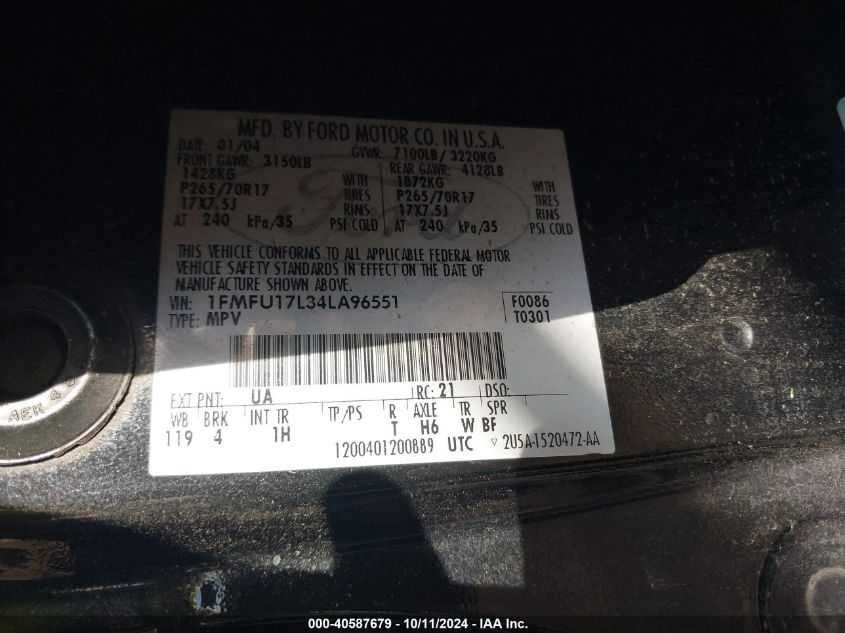 MFD. BY FORD MOTOR CO. IN U.S.A.
DATE: 01/04 GVWR: 7100LB/ 3220KG
FRONT GAWR: 3150LB REAR GAWR: 4128LB
1428KG WITH 1872KG WITH
P265/70R17 TIRES P265/70R17 TIRES
17X7.5J RIMS 17X7.5J RIMS
AT 240 kPa/35 PSI COLD AT 240 kPa/35 PSI COLD
Ford
THIS VEHICLE CONFORMS TO ALL APPLICABLE FEDERAL MOTOR
VEHICLE SAFETY STANDARDS IN EFFECT ON THE DATE OF
MANUFACTURE SHOWN ABOVE.
VIN: 1FMFU17L34LA96551 F0086
TYPE: MPV T0301
EXT PNT: UA RC: 21 DSO:
WB BRK INT TR TP/PS R AXLE TR SPR
119 4 1H T H6 W BF
1200401200889 UTC ▽ 2U5A-1520472-AA
AEK &
000-40587679 - 10/11/2024 - IAA Inc.